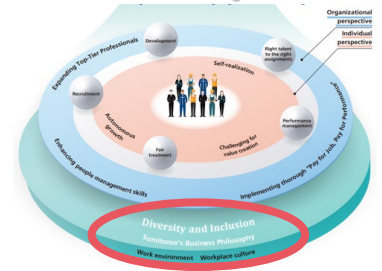 Organizational
perspective
Individual
perspective
Development
Expanding Top-Tier Professionals
Self-realization
Right talent
to the right
assignments
Recruitment
Autonomous
growth
Performance
management
Fair
treatment
Challenging for
value creation
Enhancing people management skills
Implementing thorough "Pay for Job, Pay for Performance"
Diversity and Inclusion
Sumitomo's Business Philosophy
Work environment Workplace culture